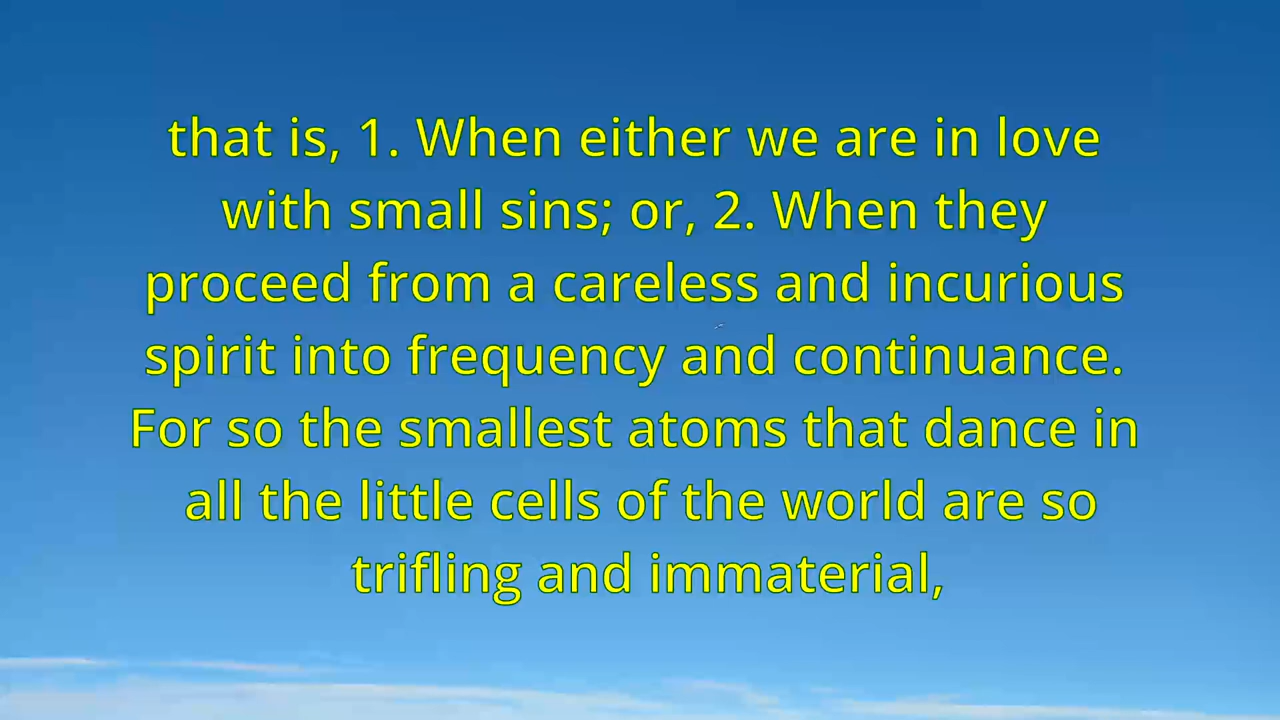 that is, 1. When either we are in love
with small sins; or, 2. When they
proceed from a careless and incurious
spirit into frequency and continuance.
For so the smallest atoms that dance in
all the little cells of the world are so
trifling and immaterial,